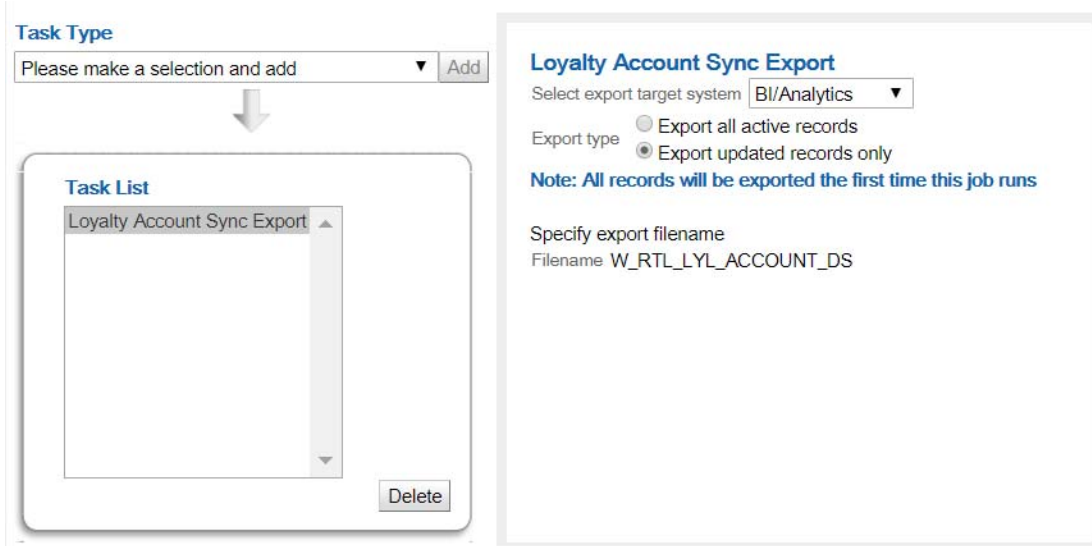 Task Type
Please make a selection and add
Add
Task List
Loyalty Account Sync Export
Delete
Loyalty Account Sync Export
Select export target system BI/Analytics
Export type
Export all active records
Export updated records only
Note: All records will be exported the first time this job runs
Specify export filename
Filename W_RTL_LYL_ACCOUNT_DS